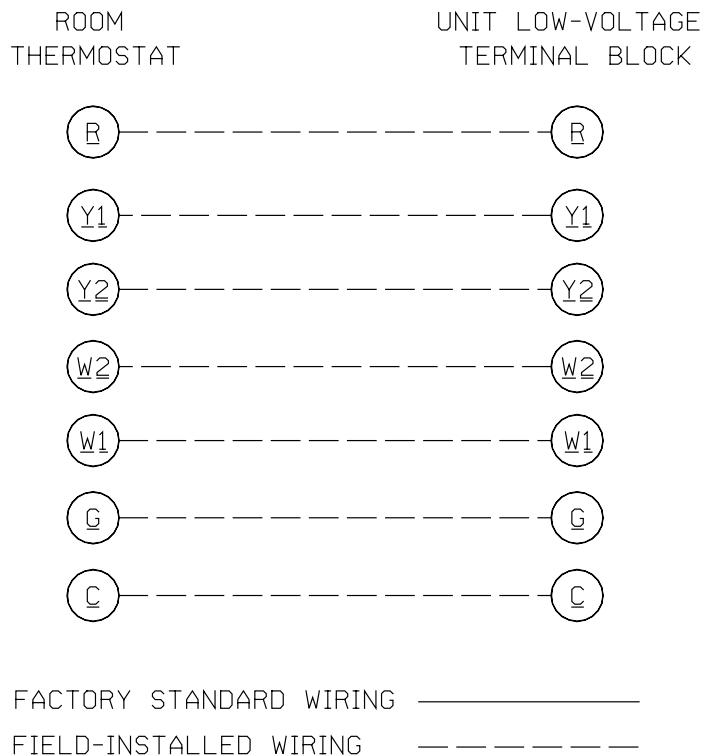 ROOM THERMOSTAT
UNIT LOW-VOLTAGE TERMINAL BLOCK
R R
Y1 Y1
Y2 Y2
W2 W2
W1 W1
G G
C C
FACTORY STANDARD WIRING
FIELD-INSTALLED WIRING